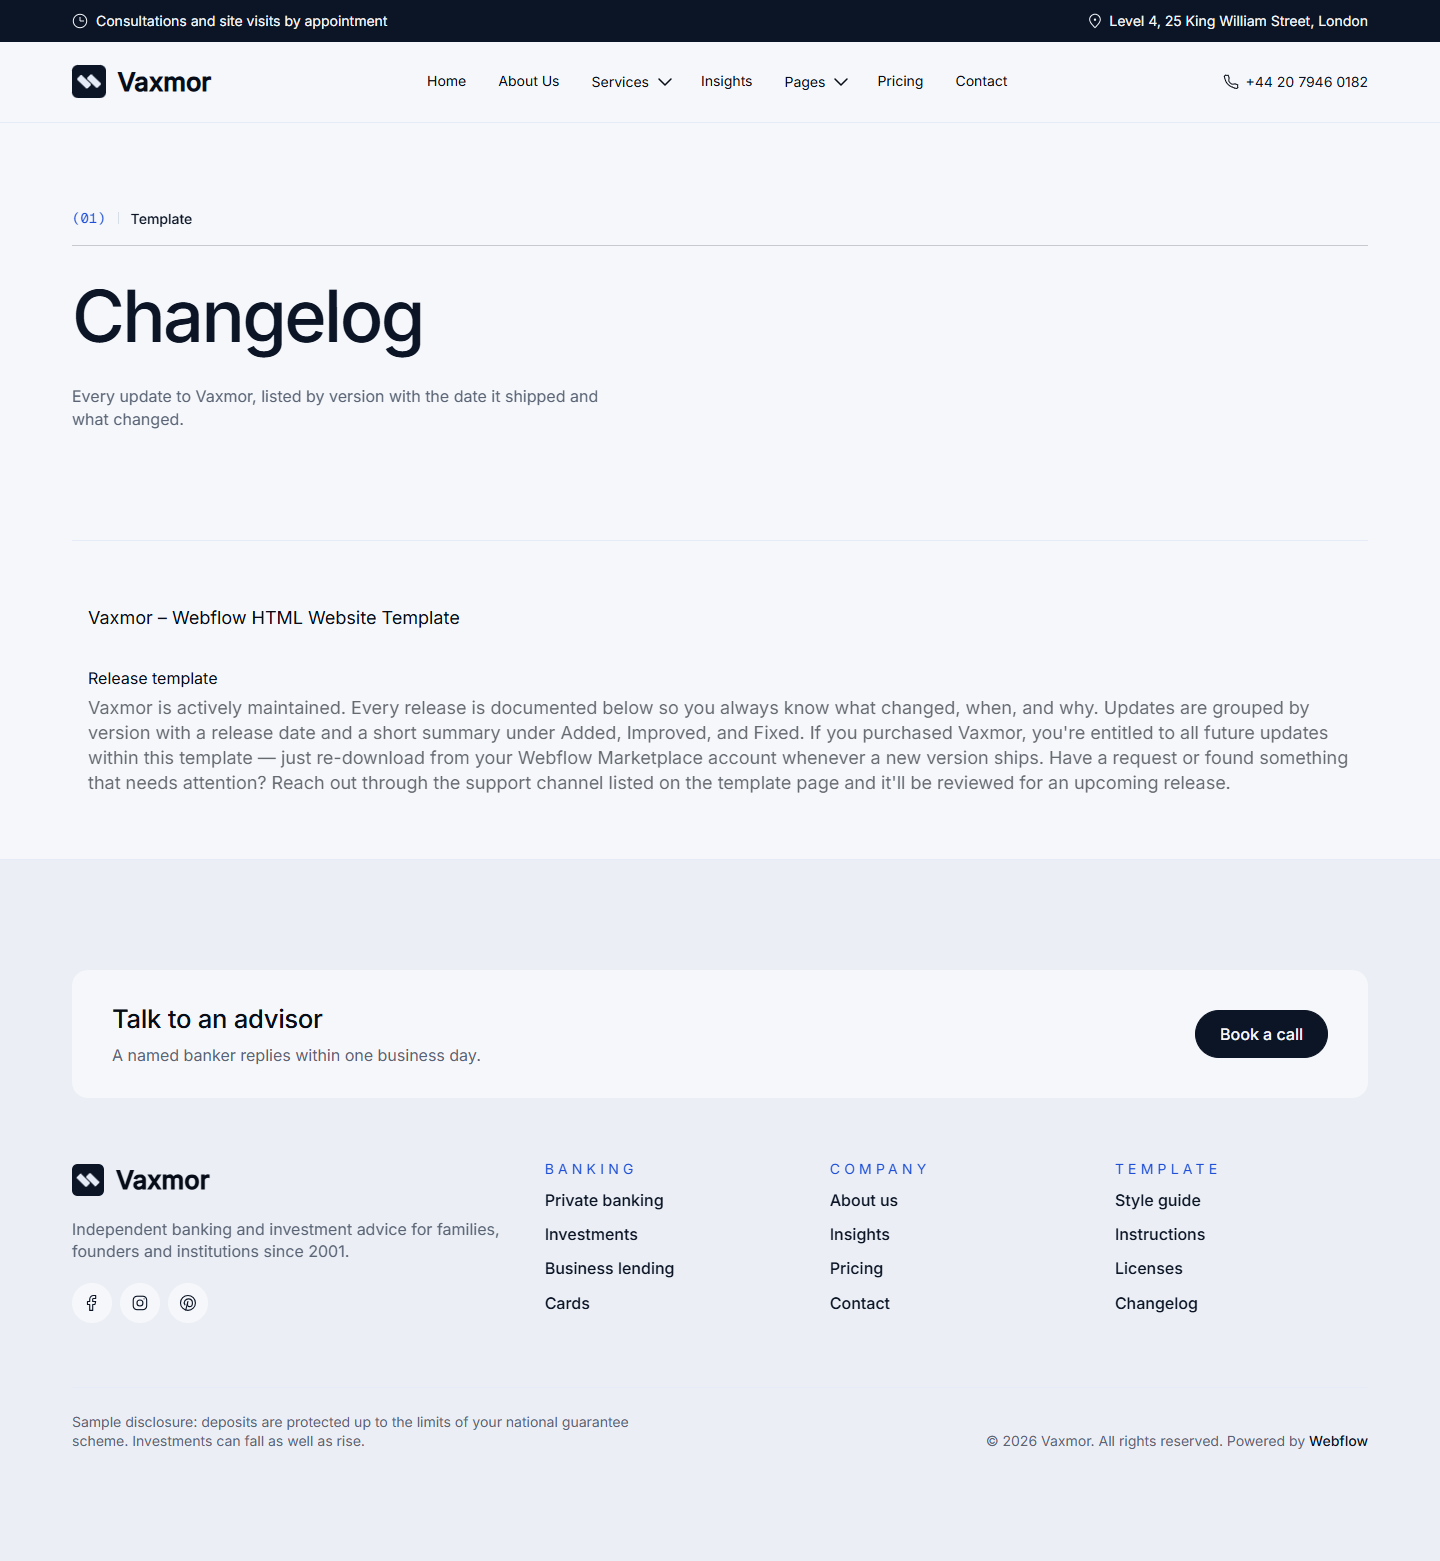 Consultations and site visits by appointment
Level 4, 25 King William Street, London
Vaxmor
Home
About Us
Services
Insights
Pages
Pricing
Contact
+44 20 7946 0182
(01)
Template
Changelog
Every update to Vaxmor, listed by version with the date it shipped and
what changed.
Vaxmor – Webflow HTML Website Template
Release template
Vaxmor is actively maintained. Every release is documented below so you always know what changed, when, and why. Updates are grouped by
version with a release date and a short summary under Added, Improved, and Fixed. If you purchased Vaxmor, you're entitled to all future updates
within this template — just re-download from your Webflow Marketplace account whenever a new version ships. Have a request or found something
that needs attention? Reach out through the support channel listed on the template page and it'll be reviewed for an upcoming release.
Talk to an advisor
A named banker replies within one business day.
Book a call
Vaxmor
Independent banking and investment advice for families,
founders and institutions since 2001.
BANKING
Private banking
Investments
Business lending
Cards
COMPANY
About us
Insights
Pricing
Contact
TEMPLATE
Style guide
Instructions
Licenses
Changelog
Sample disclosure: deposits are protected up to the limits of your national guarantee
scheme. Investments can fall as well as rise.
© 2026 Vaxmor. All rights reserved. Powered by Webflow